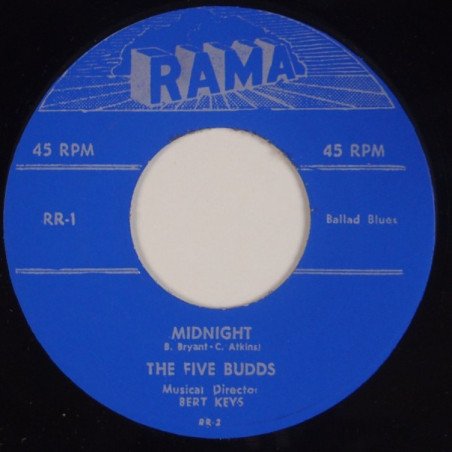 RAMA
45 RPM
45 RPM
RR-1
Ballad Blues
MIDNIGHT
B. Bryant - C. Atkins)
THE FIVE BUDDS
Musical Director
BERT KEYS
RR-2